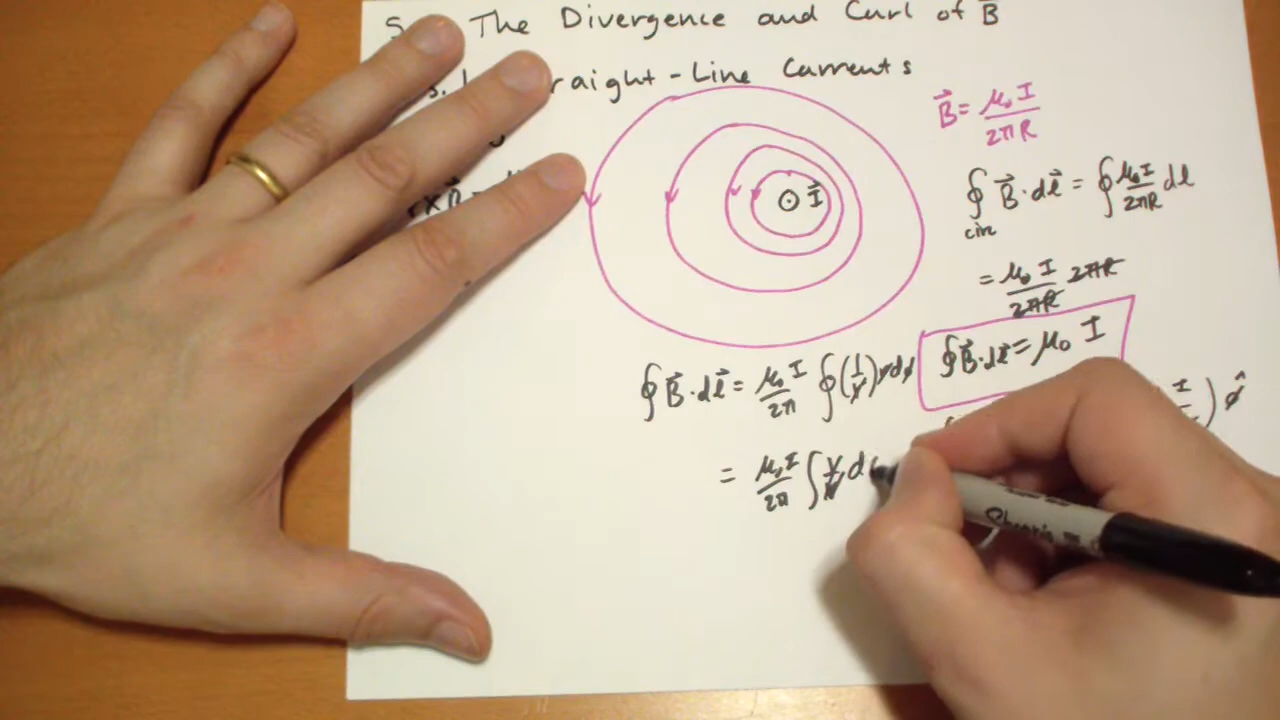 The Divergence and Curl of B⃗
raight-Line Currents
B⃗ = μ₀I/2πR
∮ B⃗·dl⃗ = ∮ μ₀I/2πR dl
circ
= μ₀I/2πR 2πR
∮B⃗·dl⃗ = μ₀ I
I⃗
∮B⃗·dl⃗ = μ₀I/2π ∮(1/r) r dϕ
I ) ϕ̂
= μ₀I/2π ∫ r/r d